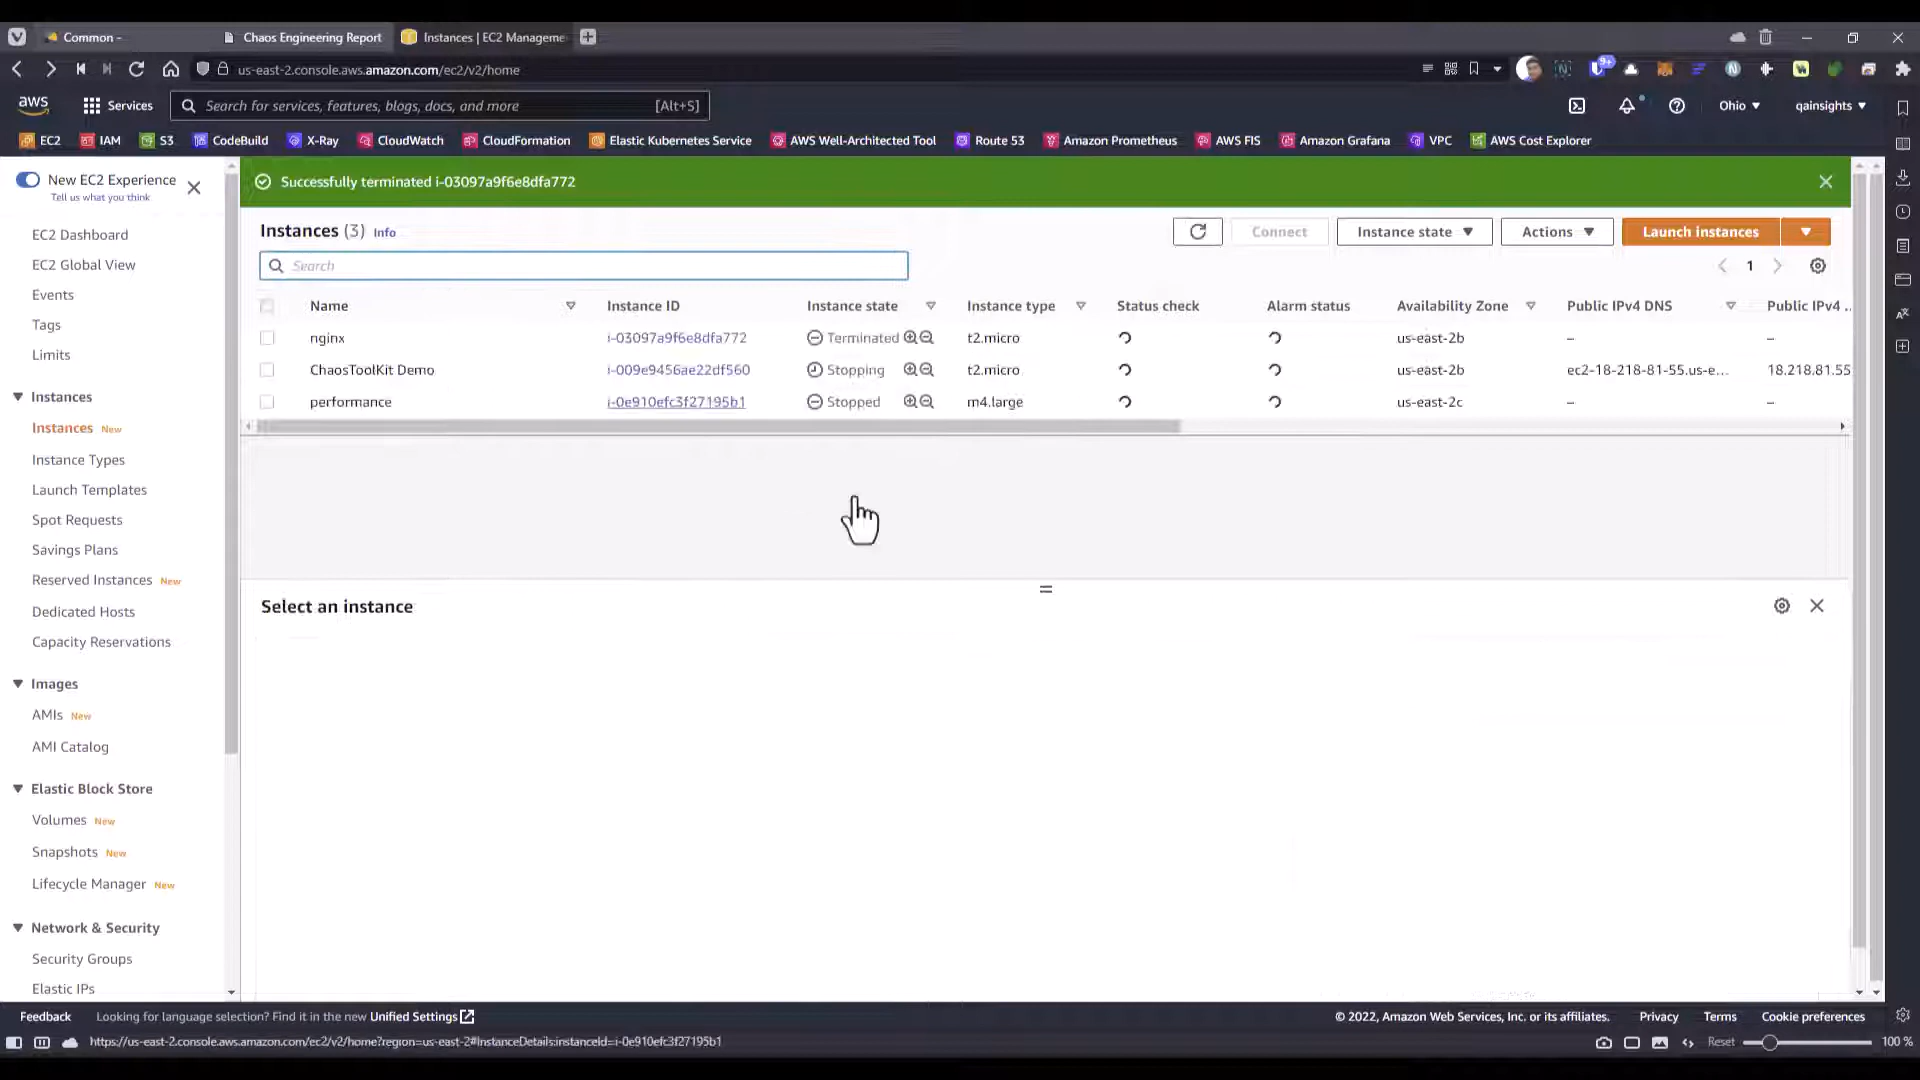 Common -
Chaos Engineering Report
Instances | EC2 Manageme
us-east-2.console.aws.amazon.com/ec2/v2/home
9+
aws
Services
Search for services, features, blogs, docs, and more
[Alt+S]
Ohio
qainsights
EC2
IAM
S3
CodeBuild
X-Ray
CloudWatch
CloudFormation
Elastic Kubernetes Service
AWS Well-Architected Tool
Route 53
Amazon Prometheus
AWS FIS
Amazon Grafana
VPC
AWS Cost Explorer
New EC2 Experience
Tell us what you think
EC2 Dashboard
EC2 Global View
Events
Tags
Limits
Instances
Instances New
Instance Types
Launch Templates
Spot Requests
Savings Plans
Reserved Instances New
Dedicated Hosts
Capacity Reservations
Images
AMIs New
AMI Catalog
Elastic Block Store
Volumes New
Snapshots New
Lifecycle Manager New
Network & Security
Security Groups
Elastic IPs
Successfully terminated i-03097a9f6e8dfa772
Instances (3) Info
Connect
Instance state
Actions
Launch instances
Search
1
Name Instance ID Instance state Instance type Status check Alarm status Availability Zone Public IPv4 DNS Public IPv4 ..
nginx i-03097a9f6e8dfa772 Terminated t2.micro us-east-2b – –
ChaosToolKit Demo i-009e9456ae22df560 Stopping t2.micro us-east-2b ec2-18-218-81-55.us-e... 18.218.81.55
performance i-0e910efc3f27195b1 Stopped m4.large us-east-2c – –
Select an instance
Feedback
Looking for language selection? Find it in the new Unified Settings
© 2022, Amazon Web Services, Inc. or its affiliates.
Privacy
Terms
Cookie preferences
https://us-east-2.console.aws.amazon.com/ec2/v2/home?region=us-east-2#InstanceDetails:instanceId=i-0e910efc3f27195b1
Reset
100 %